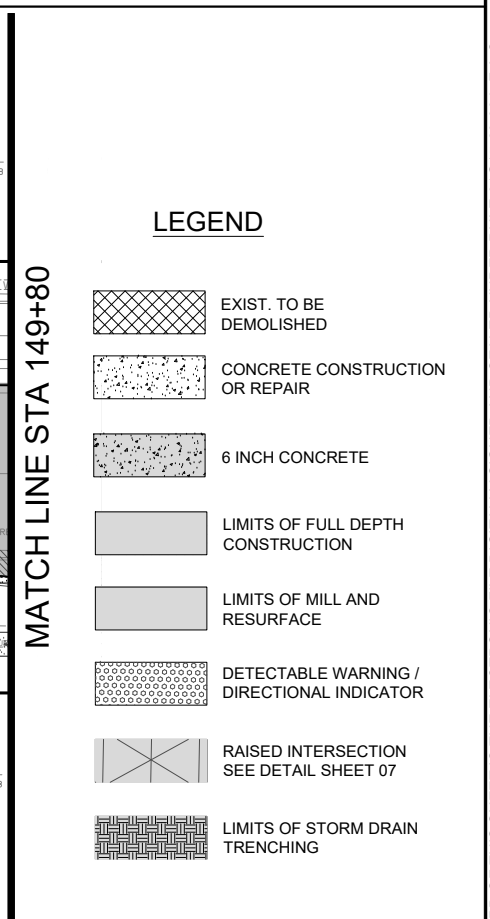 MATCH LINE STA 149+80
LEGEND
EXIST. TO BE
DEMOLISHED
CONCRETE CONSTRUCTION
OR REPAIR
6 INCH CONCRETE
LIMITS OF FULL DEPTH
CONSTRUCTION
LIMITS OF MILL AND
RESURFACE
DETECTABLE WARNING /
DIRECTIONAL INDICATOR
RAISED INTERSECTION
SEE DETAIL SHEET 07
LIMITS OF STORM DRAIN
TRENCHING